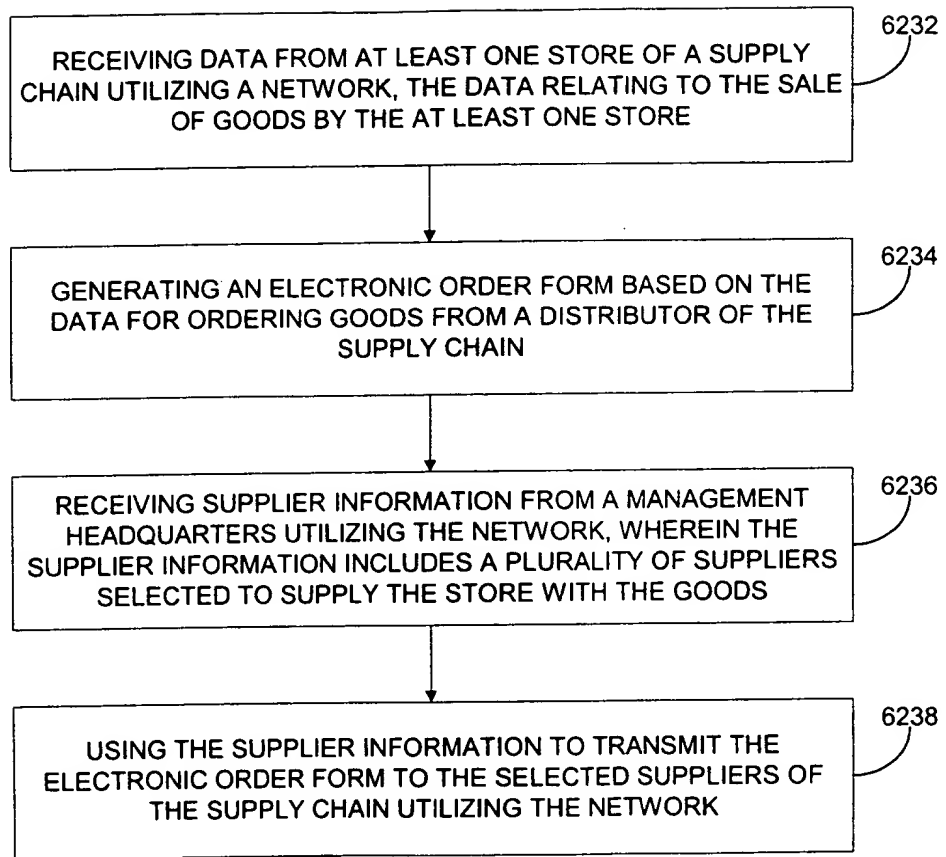 6232
RECEIVING DATA FROM AT LEAST ONE STORE OF A SUPPLY
CHAIN UTILIZING A NETWORK, THE DATA RELATING TO THE SALE
OF GOODS BY THE AT LEAST ONE STORE
6234
GENERATING AN ELECTRONIC ORDER FORM BASED ON THE
DATA FOR ORDERING GOODS FROM A DISTRIBUTOR OF THE
SUPPLY CHAIN
6236
RECEIVING SUPPLIER INFORMATION FROM A MANAGEMENT
HEADQUARTERS UTILIZING THE NETWORK, WHEREIN THE
SUPPLIER INFORMATION INCLUDES A PLURALITY OF SUPPLIERS
SELECTED TO SUPPLY THE STORE WITH THE GOODS
6238
USING THE SUPPLIER INFORMATION TO TRANSMIT THE
ELECTRONIC ORDER FORM TO THE SELECTED SUPPLIERS OF
THE SUPPLY CHAIN UTILIZING THE NETWORK